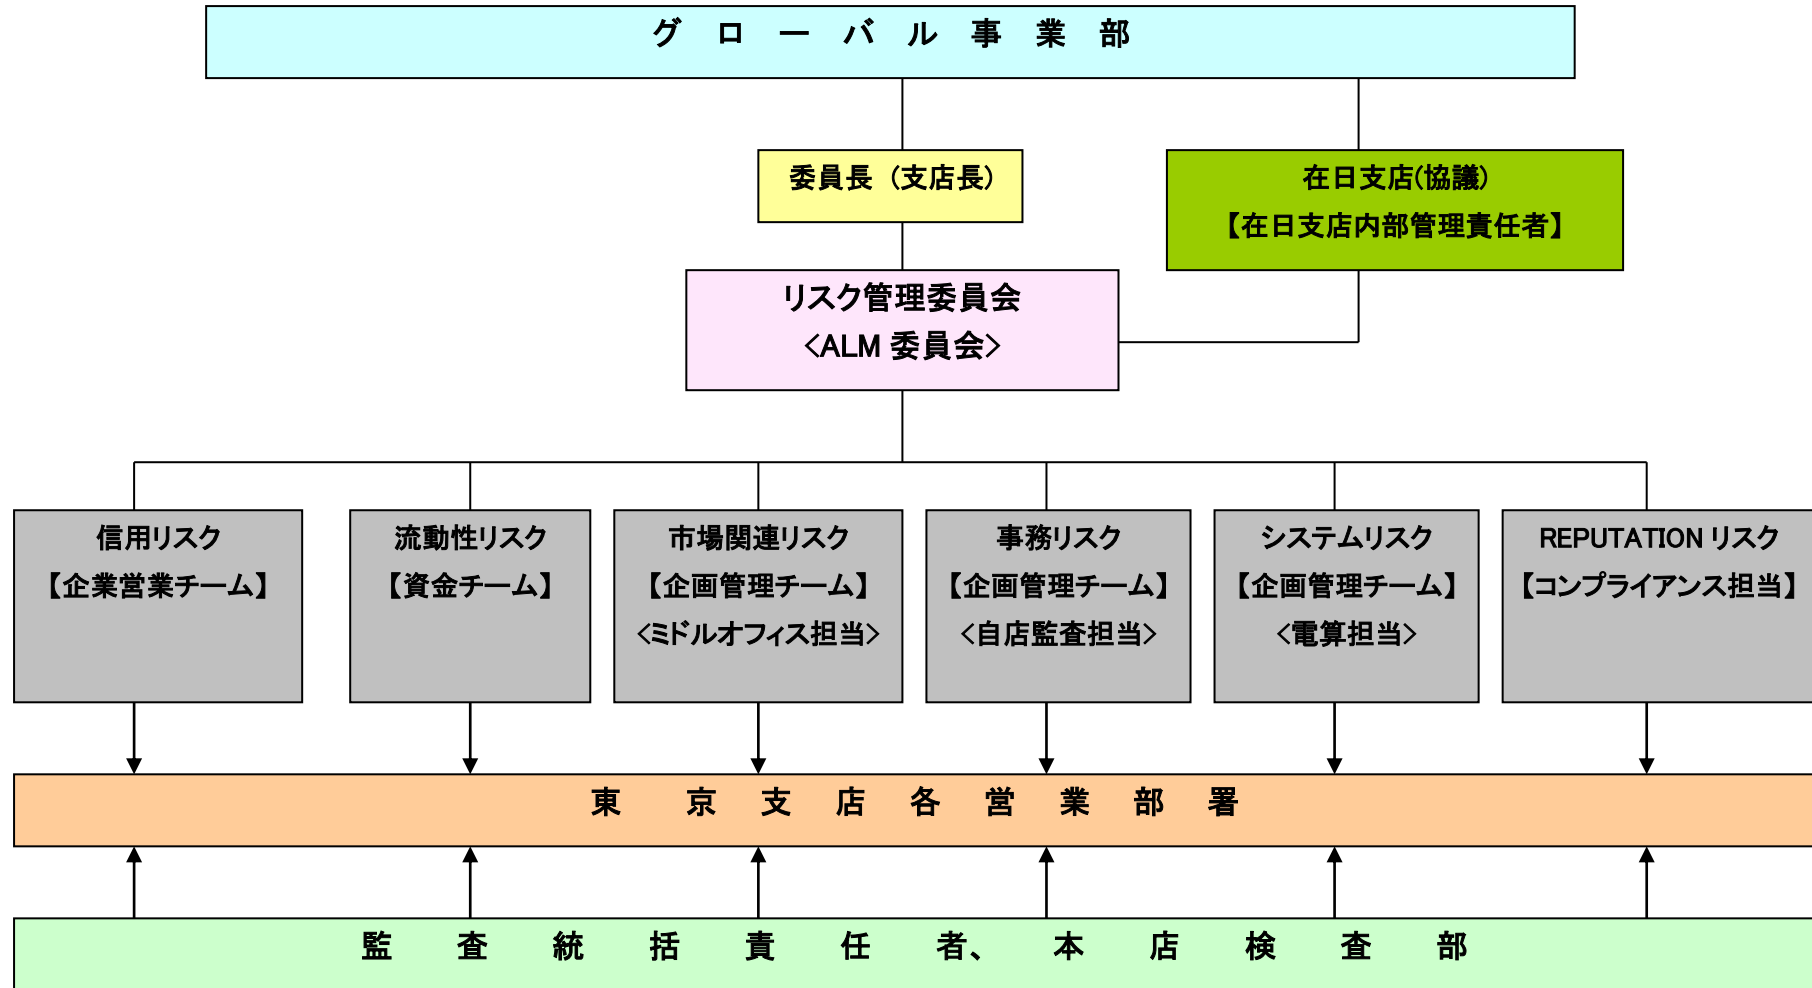 グローバル事業部
委員長（支店長）
在日支店(協議)
【在日支店内部管理責任者】
リスク管理委員会
<ALM 委員会>
信用リスク
【企業営業チーム】
流動性リスク
【資金チーム】
市場関連リスク
【企画管理チーム】
<ミドルオフィス担当>
事務リスク
【企画管理チーム】
<自店監査担当>
システムリスク
【企画管理チーム】
<電算担当>
REPUTATION リスク
【コンプライアンス担当】
東京支店各営業部署
監査統括責任者、本店検査部